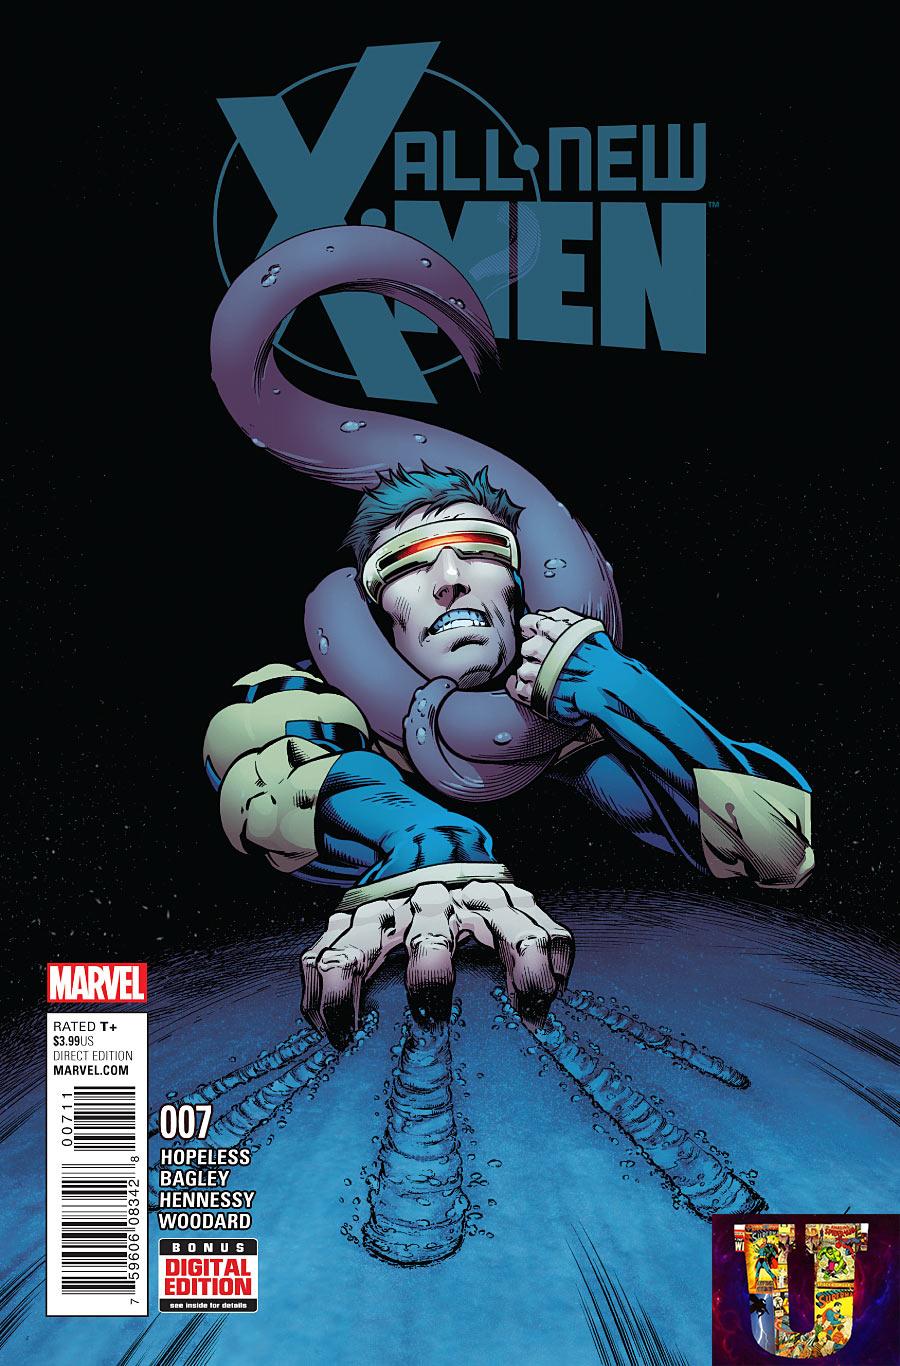 ALL·NEW
X·MEN™
MARVEL
RATED T+
$3.99US
DIRECT EDITION
MARVEL.COM
00711
7 59606 08342 8
007
HOPELESS
BAGLEY
HENNESSY
WOODARD
BONUS
DIGITAL
EDITION
see inside for details
U